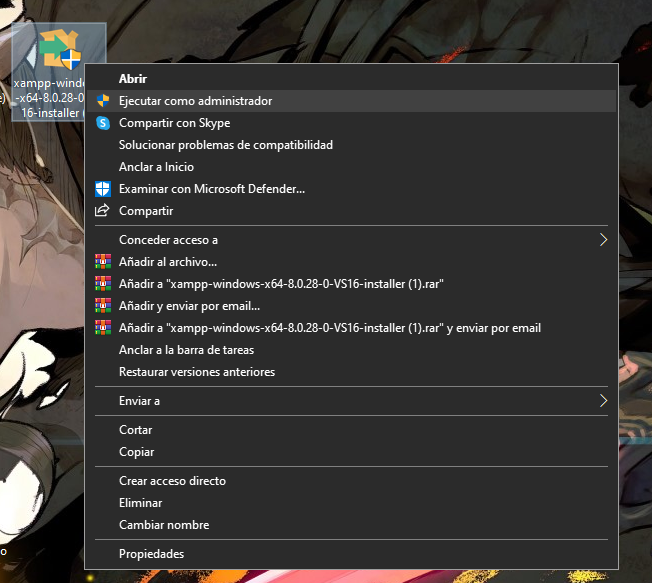 xampp-windo
-x64-8.0.28-0
16-installer (
Abrir
Ejecutar como administrador
Compartir con Skype
Solucionar problemas de compatibilidad
Anclar a Inicio
Examinar con Microsoft Defender...
Compartir
Conceder acceso a
Añadir al archivo...
Añadir a "xampp-windows-x64-8.0.28-0-VS16-installer (1).rar"
Añadir y enviar por email...
Añadir a "xampp-windows-x64-8.0.28-0-VS16-installer (1).rar" y enviar por email
Anclar a la barra de tareas
Restaurar versiones anteriores
Enviar a
Cortar
Copiar
Crear acceso directo
Eliminar
Cambiar nombre
Propiedades